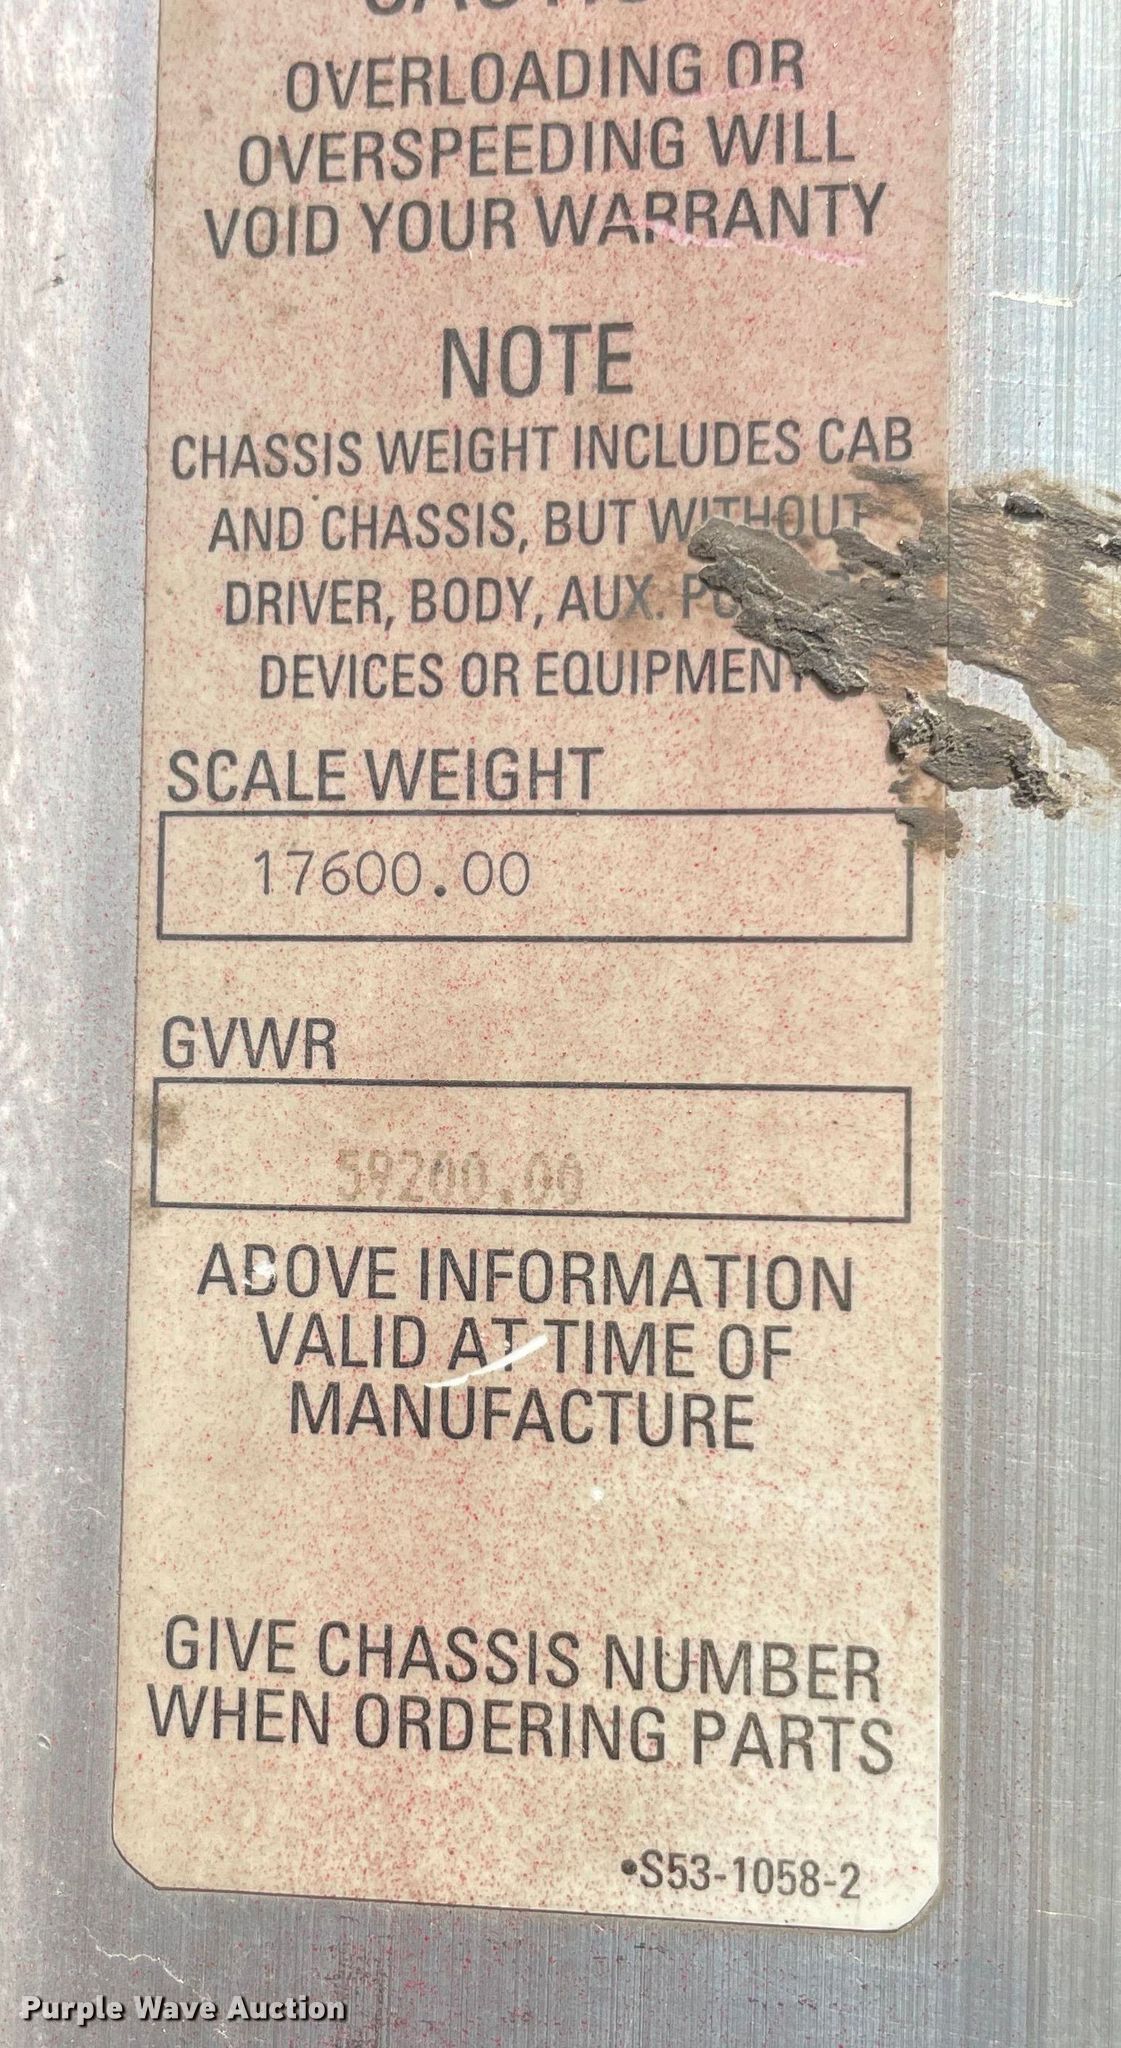 OVERLOADING OR
OVERSPEEDING WILL
VOID YOUR WARRANTY
NOTE
CHASSIS WEIGHT INCLUDES CAB
AND CHASSIS, BUT WITHOUT
DRIVER, BODY, AUX.
DEVICES OR EQUIPMENT
SCALE WEIGHT
17600.00
GVWR
59200.00
ABOVE INFORMATION
VALID AT TIME OF
MANUFACTURE
GIVE CHASSIS NUMBER
WHEN ORDERING PARTS
•S53-1058-2
Purple Wave Auction